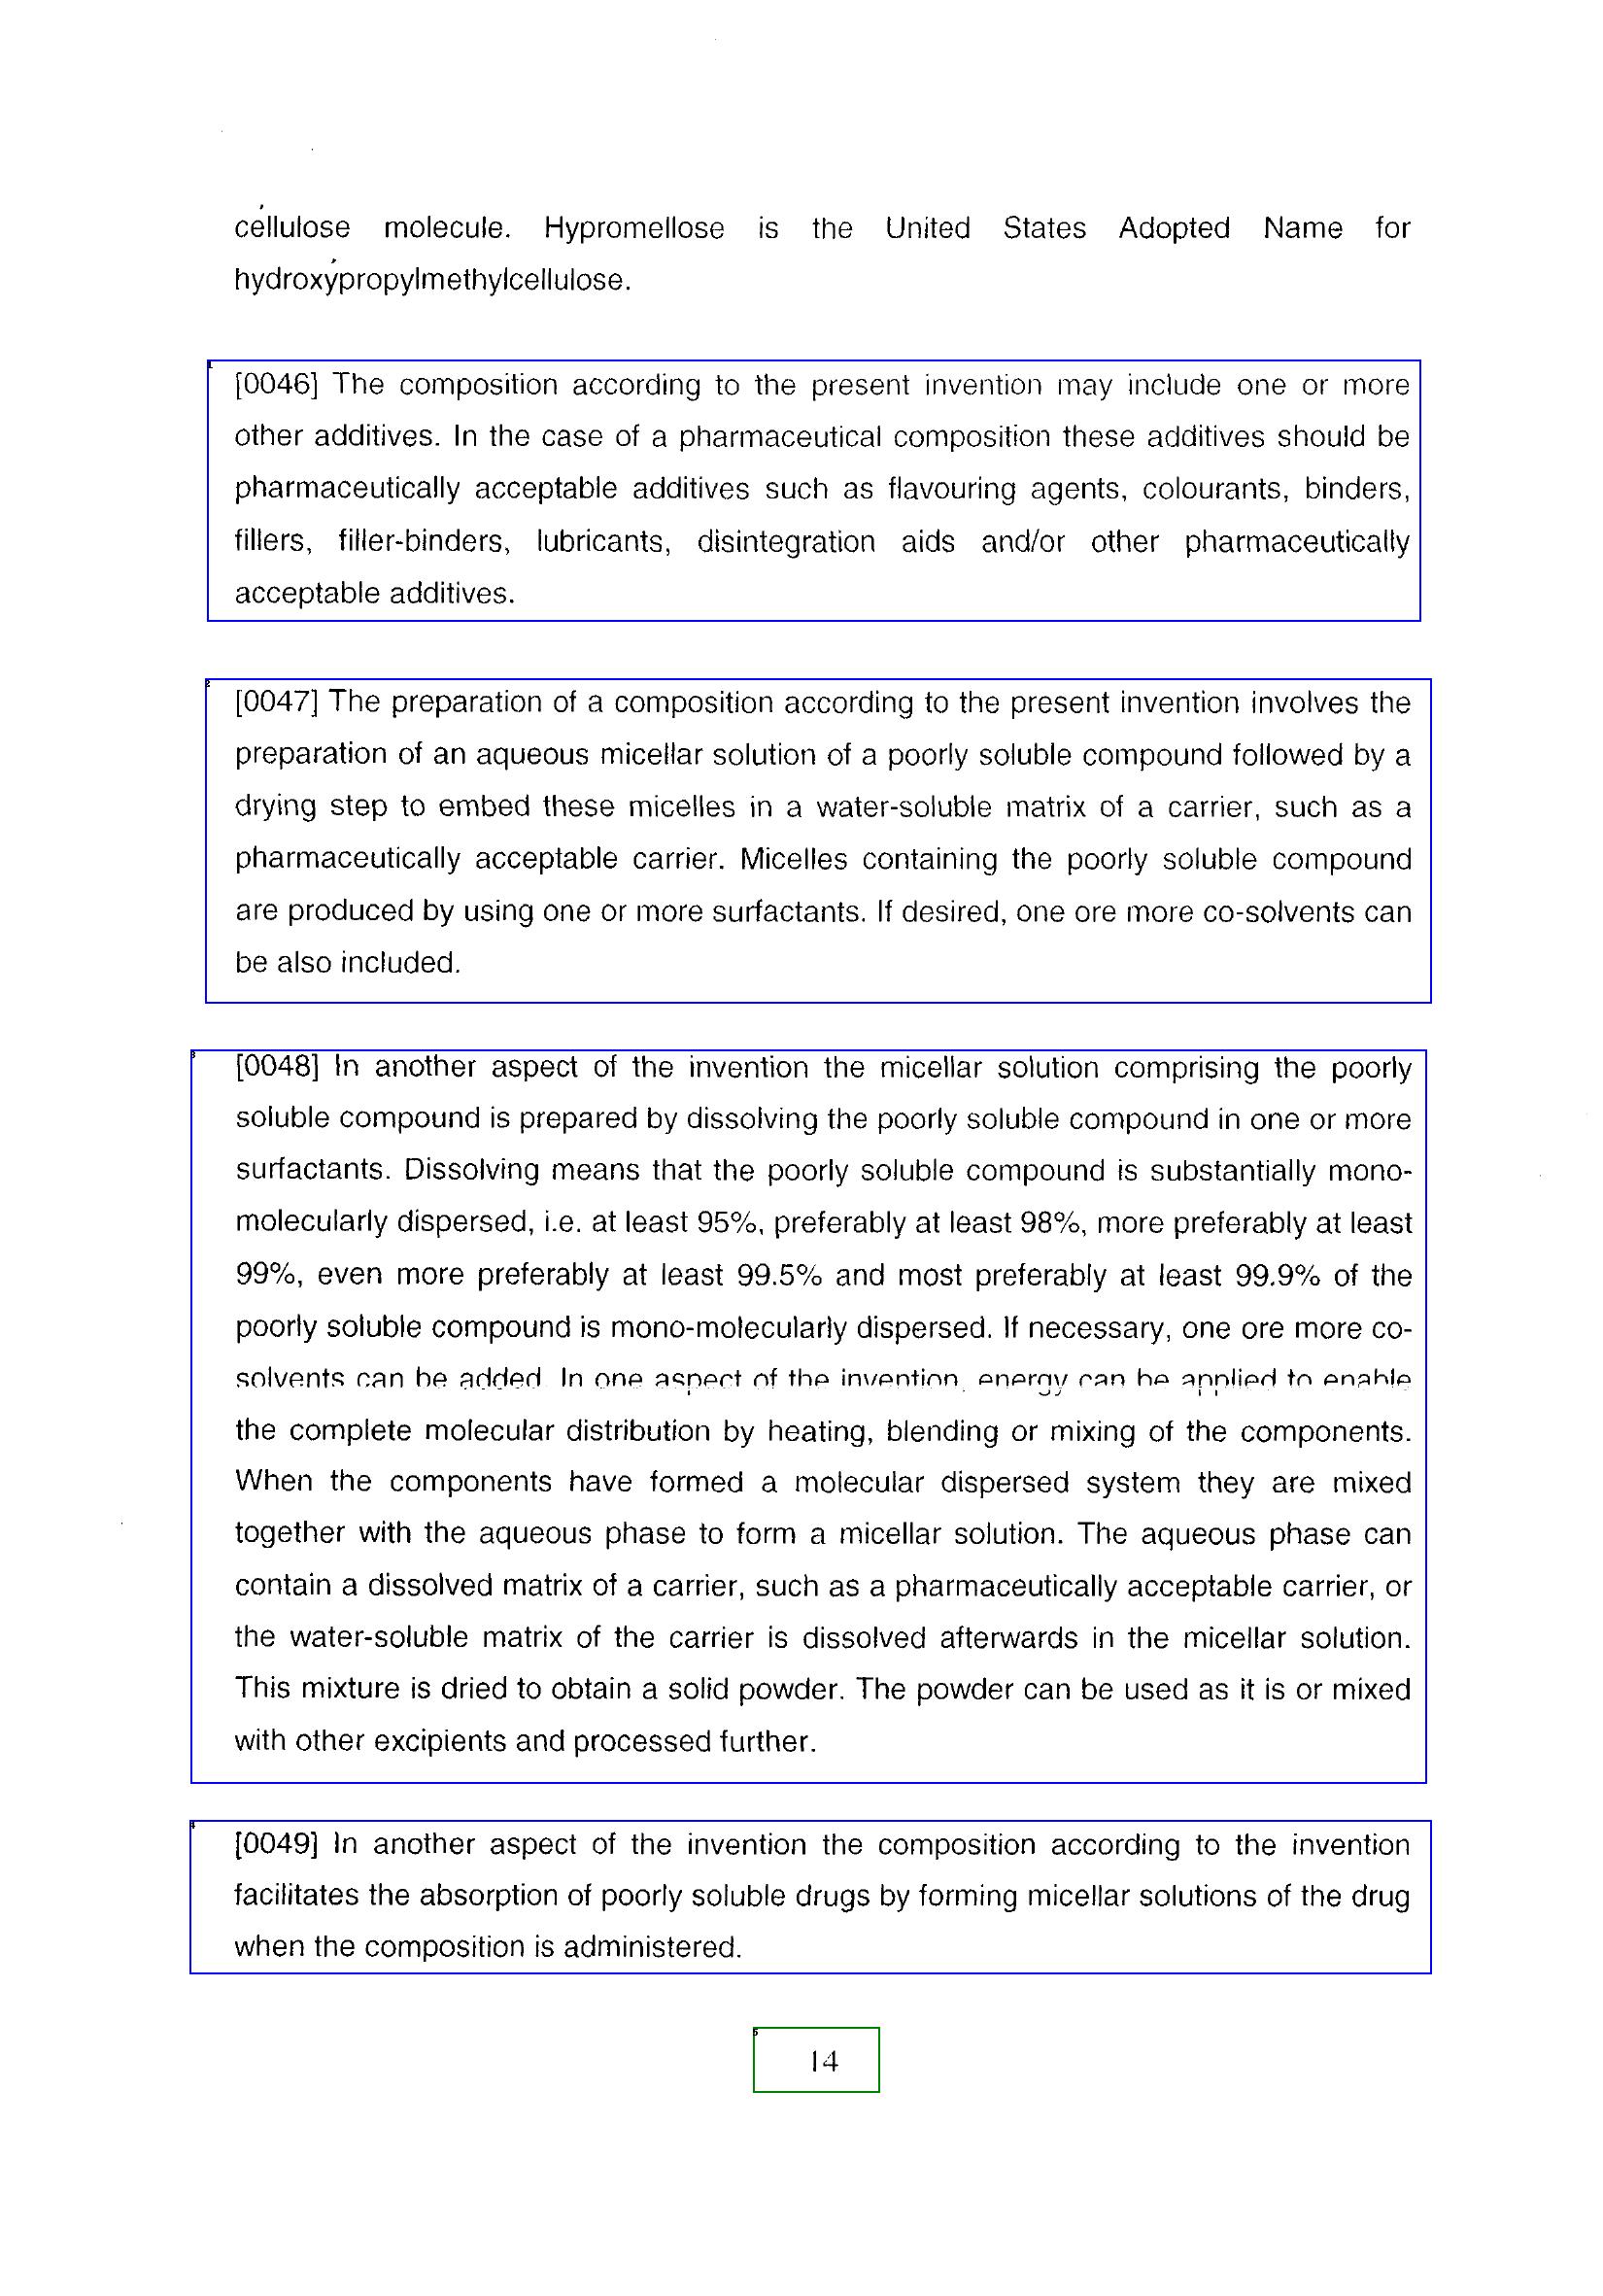 cellulose molecule. Hypromellose is the United States Adopted Name for
hydroxypropylmethylcellulose.
[0046] The composition according to the present invention may include one or more
other additives. In the case of a pharmaceutical composition these additives should be
pharmaceutically acceptable additives such as flavouring agents, colourants, binders,
fillers, filler-binders, lubricants, disintegration aids and/or other pharmaceutically
acceptable additives.
[0047] The preparation of a composition according to the present invention involves the
preparation of an aqueous micellar solution of a poorly soluble compound followed by a
drying step to embed these micelles in a water-soluble matrix of a carrier, such as a
pharmaceutically acceptable carrier. Micelles containing the poorly soluble compound
are produced by using one or more surfactants. If desired, one ore more co-solvents can
be also included.
[0048] In another aspect of the invention the micellar solution comprising the poorly
soluble compound is prepared by dissolving the poorly soluble compound in one or more
surfactants. Dissolving means that the poorly soluble compound is substantially mono-
molecularly dispersed, i.e. at least 95%, preferably at least 98%, more preferably at least
99%, even more preferably at least 99.5% and most preferably at least 99.9% of the
poorly soluble compound is mono-molecularly dispersed. If necessary, one ore more co-
solvents can be added. In one aspect of the invention, energy can be applied to enable
the complete molecular distribution by heating, blending or mixing of the components.
When the components have formed a molecular dispersed system they are mixed
together with the aqueous phase to form a micellar solution. The aqueous phase can
contain a dissolved matrix of a carrier, such as a pharmaceutically acceptable carrier, or
the water-soluble matrix of the carrier is dissolved afterwards in the micellar solution.
This mixture is dried to obtain a solid powder. The powder can be used as it is or mixed
with other excipients and processed further.
[0049] In another aspect of the invention the composition according to the invention
facilitates the absorption of poorly soluble drugs by forming micellar solutions of the drug
when the composition is administered.
14